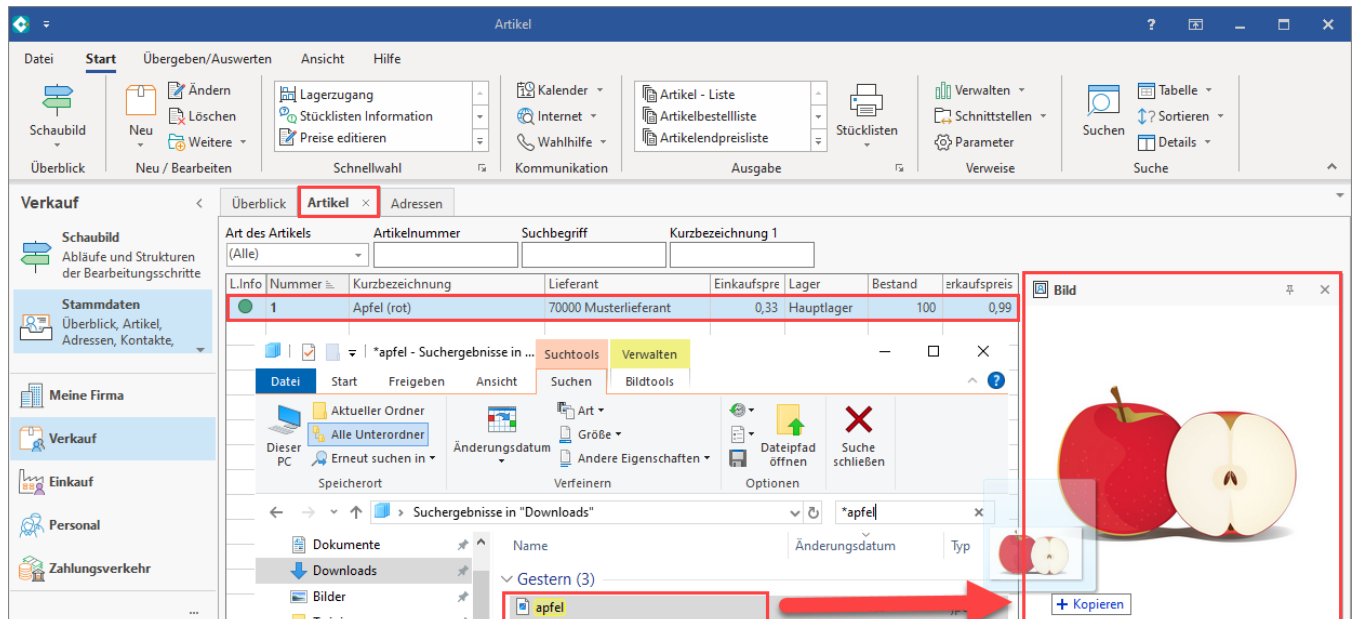 Artikel
?
Datei Start Übergeben/Auswerten Ansicht Hilfe
Schaubild
Überblick
Neu
Ändern
Löschen
Weitere
Neu / Bearbeiten
Lagerzugang
Stücklisten Information
Preise editieren
Schnellwahl
Kalender
Internet
Wahlhilfe
Kommunikation
Artikel - Liste
Artikelbestellliste
Artikelendpreisliste
Stücklisten
Ausgabe
Verwalten
Schnittstellen
Parameter
Verweise
Suchen
Tabelle
Sortieren
Details
Suche
Verkauf
Überblick Artikel Adressen
Schaubild
Abläufe und Strukturen
der Bearbeitungsschritte
Stammdaten
Überblick, Artikel,
Adressen, Kontakte,
Meine Firma
Verkauf
Einkauf
Personal
Zahlungsverkehr
...
Art des Artikels Artikelnummer Suchbegriff Kurzbezeichnung 1
(Alle)
L.Info Nummer Kurzbezeichnung Lieferant Einkaufspre Lager Bestand erkaufspreis
1 Apfel (rot) 70000 Musterlieferant 0,33 Hauptlager 100 0,99
Bild
*apfel - Suchergebnisse in ... Suchtools Verwalten
Datei Start Freigeben Ansicht Suchen Bildtools
?
Dieser
PC
Aktueller Ordner
Alle Unterordner
Erneut suchen in
Speicherort
Änderungsdatum
Art
Größe
Andere Eigenschaften
Verfeinern
Dateipfad
öffnen
Optionen
Suche
schließen
Suchergebnisse in "Downloads" *apfel
Dokumente
Downloads
Bilder
Name Änderungsdatum Typ
Gestern (3)
apfel
+ Kopieren